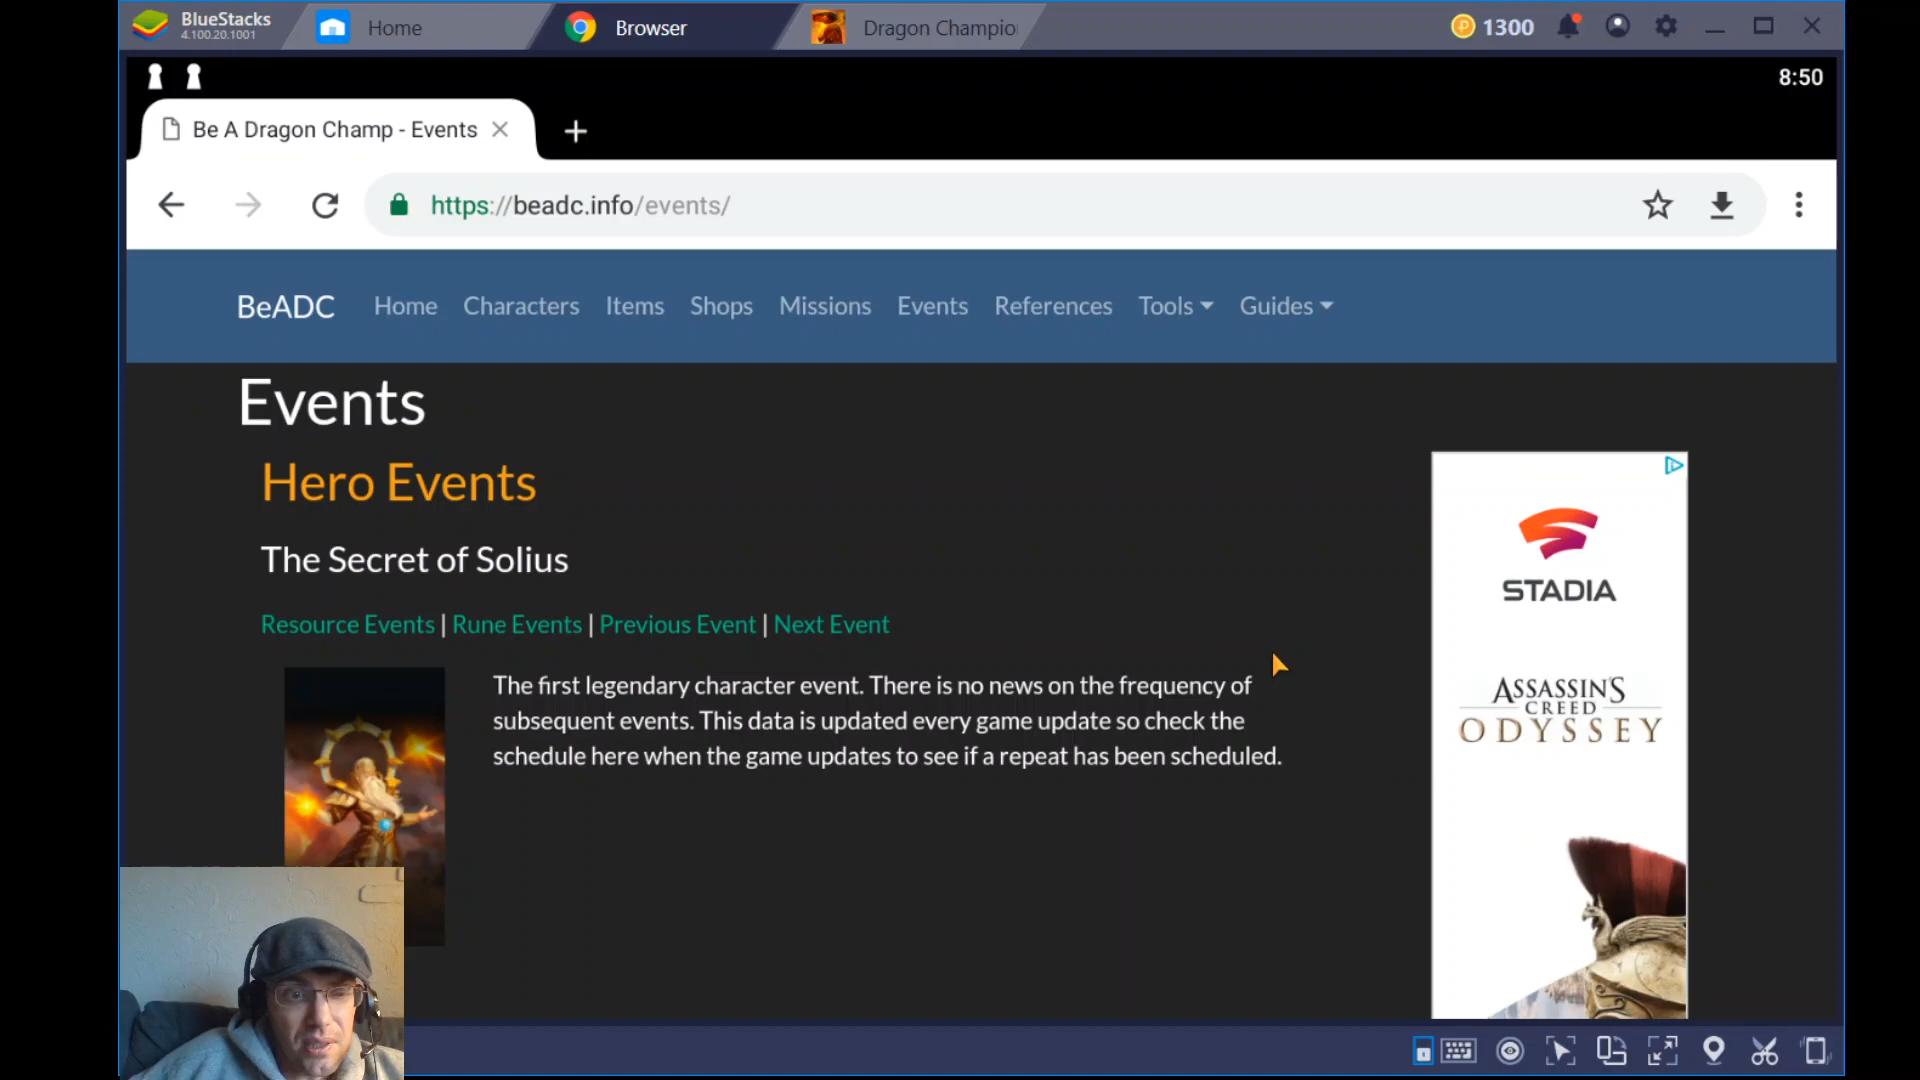 BlueStacks
4.100.20.1001
Home
Browser
Dragon Champio
1300
8:50
Be A Dragon Champ - Events
https://beadc.info/events/
BeADC Home Characters Items Shops Missions Events References Tools Guides
Events
Hero Events
The Secret of Solius
Resource Events | Rune Events | Previous Event | Next Event
The first legendary character event. There is no news on the frequency of
subsequent events. This data is updated every game update so check the
schedule here when the game updates to see if a repeat has been scheduled.
STADIA
ASSASSIN'S
CREED
ODYSSEY